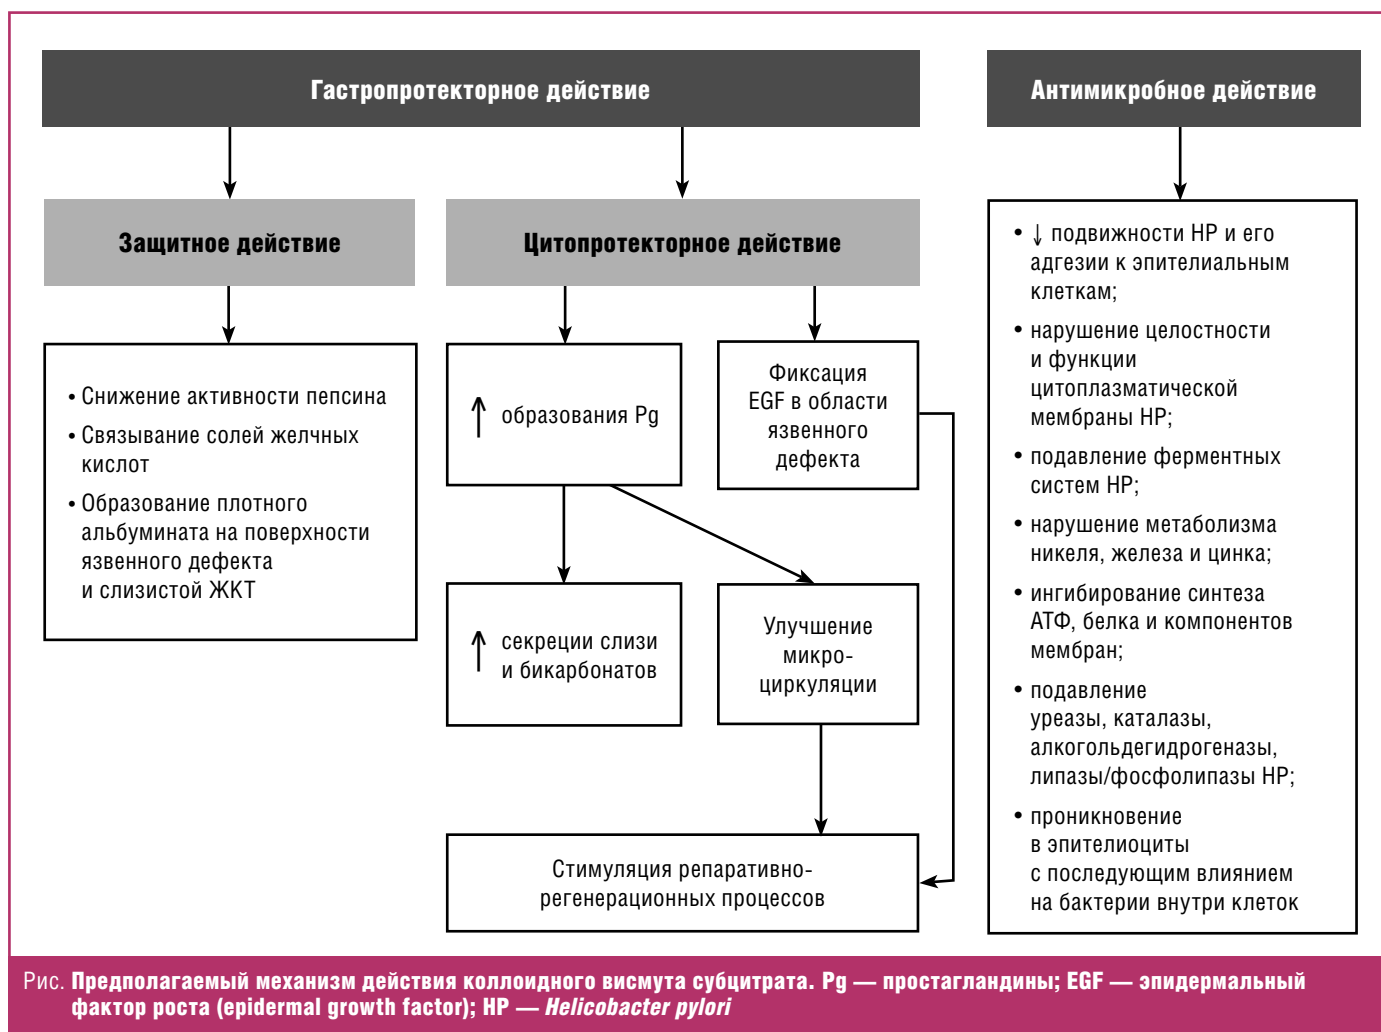 Гастропротекторное действие
Антимикробное действие
Защитное действие
Цитопротекторное действие
• Снижение активности пепсина
• Связывание солей желчных
кислот
• Образование плотного
альбумината на поверхности
язвенного дефекта
и слизистой ЖКТ
↑ образования Pg
Фиксация
EGF в области
язвенного
дефекта
↑ секреции слизи
и бикарбонатов
Улучшение
микро-
циркуляции
Стимуляция репаративно-
регенерационных процессов
• ↓ подвижности HP и его
адгезии к эпителиальным
клеткам;
• нарушение целостности
и функции
цитоплазматической
мембраны HP;
• подавление ферментных
систем HP;
• нарушение метаболизма
никеля, железа и цинка;
• ингибирование синтеза
АТФ, белка и компонентов
мембран;
• подавление
уреазы, каталазы,
алкогольдегидрогеназы,
липазы/фосфолипазы HP;
• проникновение
в эпителиоциты
с последующим влиянием
на бактерии внутри клеток
Рис. Предполагаемый механизм действия коллоидного висмута субцитрата. Pg — простагландины; EGF — эпидермальный
фактор роста (epidermal growth factor); HP — Helicobacter pylori